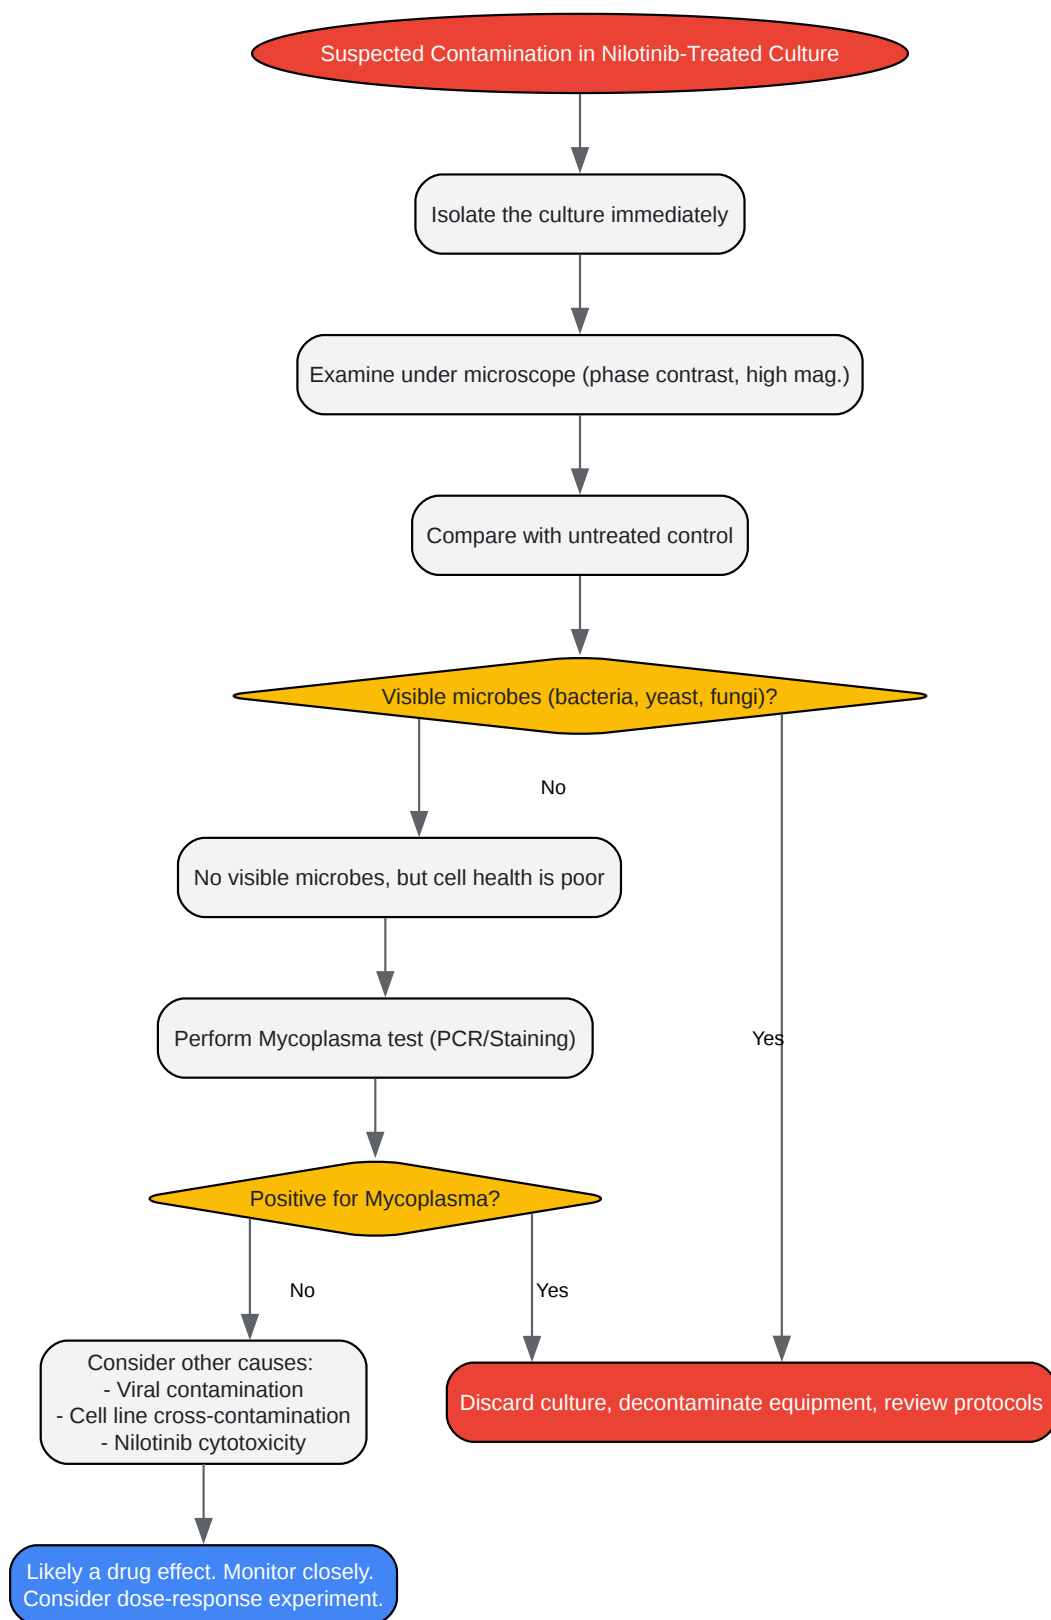 Suspected Contamination in Nilotinib-Treated Culture
Isolate the culture immediately
Examine under microscope (phase contrast, high mag.)
Compare with untreated control
Visible microbes (bacteria, yeast, fungi)?
No
No visible microbes, but cell health is poor
Perform Mycoplasma test (PCR/Staining)
Yes
Positive for Mycoplasma?
No
Yes
Consider other causes:
- Viral contamination
- Cell line cross-contamination
- Nilotinib cytotoxicity
Discard culture, decontaminate equipment, review protocols
Likely a drug effect. Monitor closely.
Consider dose-response experiment.